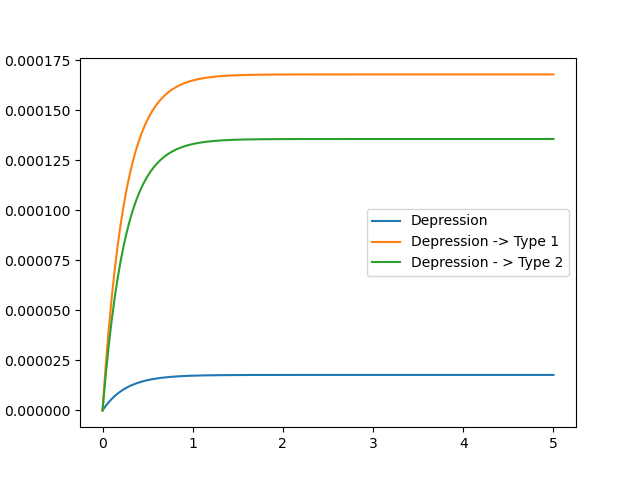 0.000175
0.000150
0.000125
0.000100
0.000075
0.000050
0.000025
0.000000
Depression
Depression -> Type 1
Depression - > Type 2
0 1 2 3 4 5